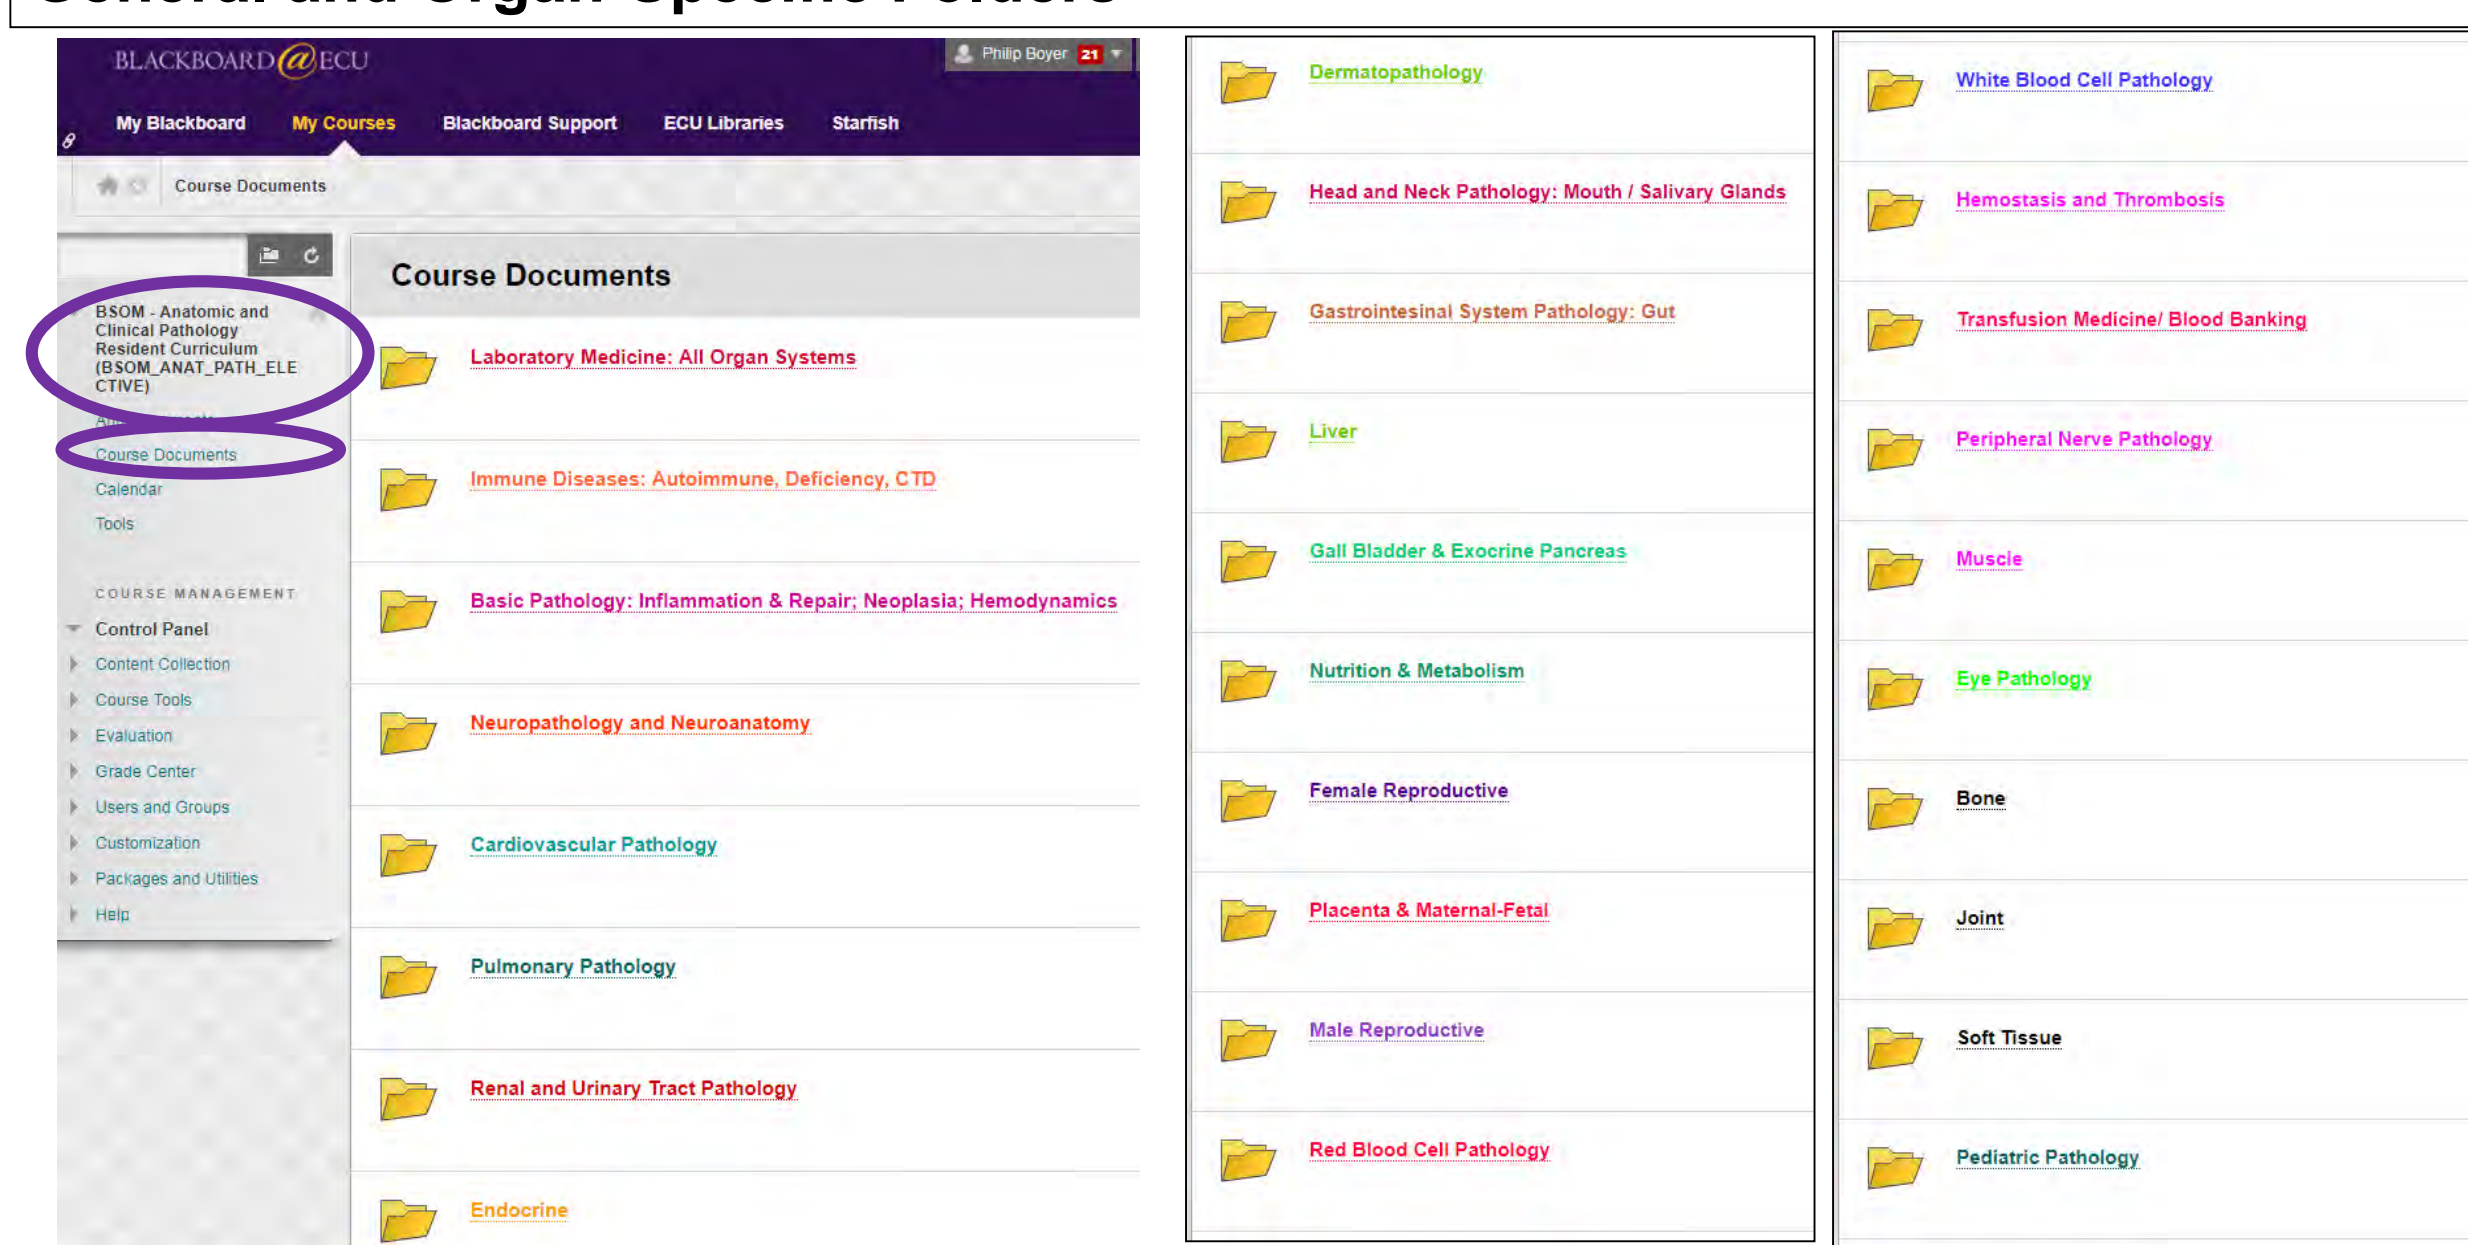 General and Organ-Specific Folders
BLACKBOARD@ECU
Philip Boyer 21
My Blackboard My Courses Blackboard Support ECU Libraries Starfish
Course Documents
BSOM - Anatomic and
Clinical Pathology
Resident Curriculum
(BSOM_ANAT_PATH_ELE
CTIVE)
Course Documents
Calendar
Tools
COURSE MANAGEMENT
Control Panel
Content Collection
Course Tools
Evaluation
Grade Center
Users and Groups
Customization
Packages and Utilities
Help
Course Documents
Laboratory Medicine: All Organ Systems
Immune Diseases: Autoimmune, Deficiency, CTD
Basic Pathology: Inflammation & Repair; Neoplasia; Hemodynamics
Neuropathology and Neuroanatomy
Cardiovascular Pathology
Pulmonary Pathology
Renal and Urinary Tract Pathology
Endocrine
Dermatopathology
Head and Neck Pathology: Mouth / Salivary Glands
Gastrointesinal System Pathology: Gut
Liver
Gall Bladder & Exocrine Pancreas
Nutrition & Metabolism
Female Reproductive
Placenta & Maternal-Fetal
Male Reproductive
Red Blood Cell Pathology
White Blood Cell Pathology
Hemostasis and Thrombosis
Transfusion Medicine/ Blood Banking
Peripheral Nerve Pathology
Muscle
Eye Pathology
Bone
Joint
Soft Tissue
Pediatric Pathology